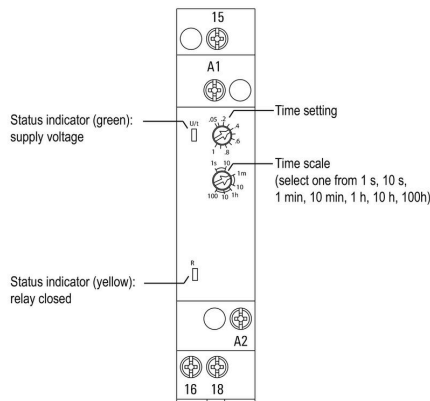 15
A1
Status indicator (green):
supply voltage
U/t
.05 .2 .4 .6 .8 1
Time setting
1s 10 1m 10 1h 10 100
Time scale
(select one from 1 s, 10 s,
1 min, 10 min, 1 h, 10 h, 100h)
R
Status indicator (yellow):
relay closed
A2
16 18